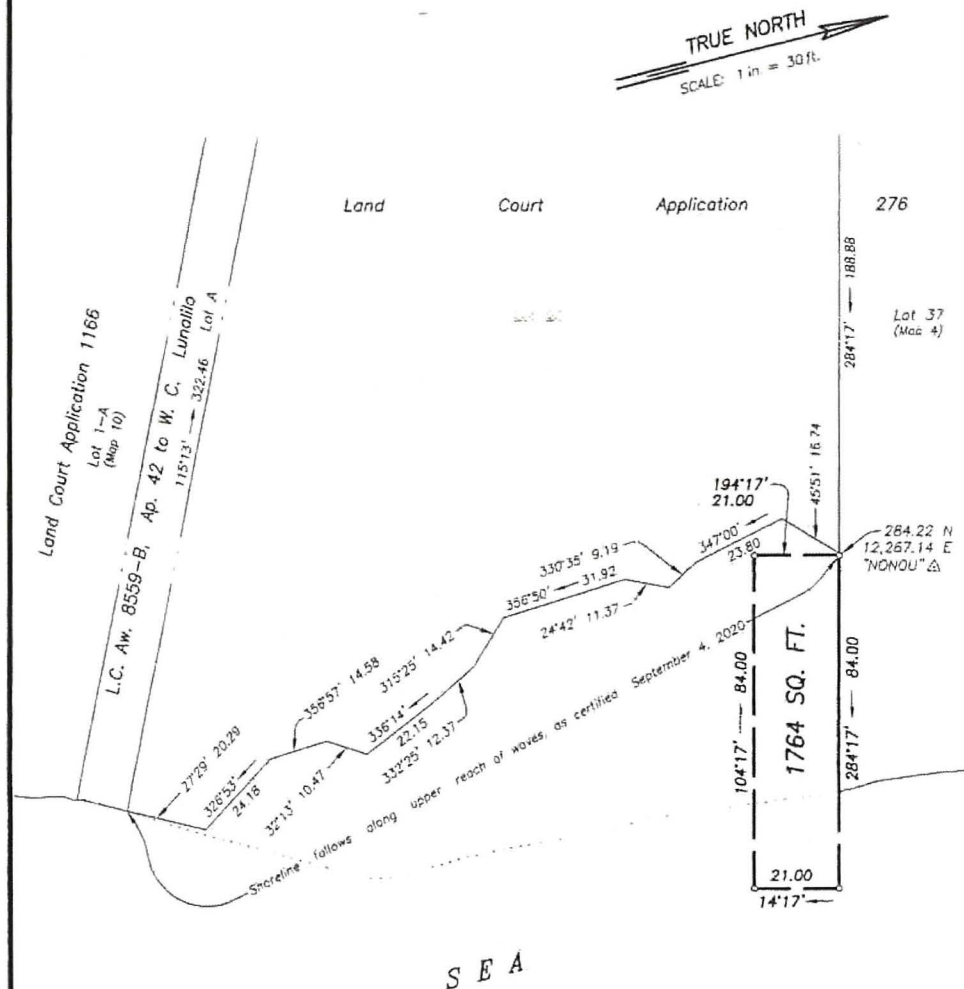 TRUE NORTH
SCALE: 1 in. = 30 ft.
Land Court Application 276
284°17' 188.88
Lot 37
(Map 4)
Land Court Application 1166
Lot 1-A
(Map 10)
L.C. Aw. 8559-B, Ap. 42 to W. C. Lunalilo
115°13' 322.46 Lot A
194°17'
21.00
45°51' 16.74
284.22 N
12,267.14 E
"NONOU"
347°00'
23.80
330°35' 9.19
24°42' 11.37
356°50' 31.92
315°25' 14.42
332°25' 12.37
336°14'
22.15
356°57' 14.58
32°13' 10.47
326°53'
24.18
27°29' 20.29
Shoreline follows along upper reach of waves, as certified September 4, 2020
104°17' 84.00
1764 SQ. FT.
284°17' 84.00
21.00
14°17'
SEA